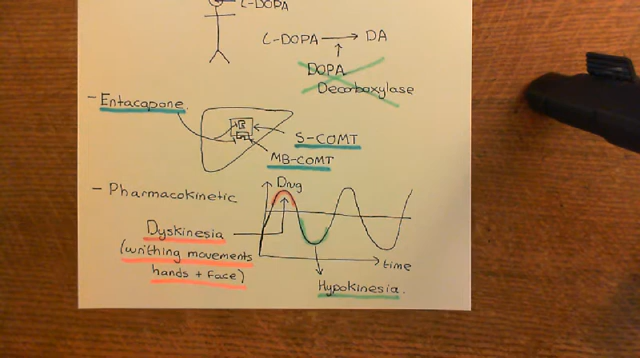 L-DOPA
L-DOPA → DA
DOPA
Decarboxylase
- Entacapone.
S-COMT
MB-COMT
- Pharmacokinetic
Drug
Dyskinesia
(writhing movements
hands + face)
time
Hypokinesia.